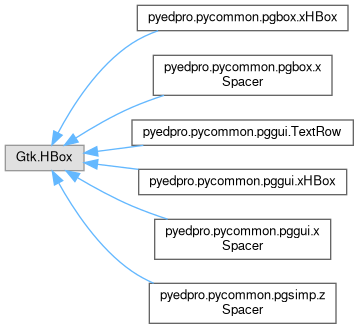 pyedpro.pycommon.pgbox.xHBox
pyedpro.pycommon.pgbox.x
Spacer
pyedpro.pycommon.pggui.TextRow
Gtk.HBox
pyedpro.pycommon.pggui.xHBox
pyedpro.pycommon.pggui.x
Spacer
pyedpro.pycommon.pgsimp.z
Spacer